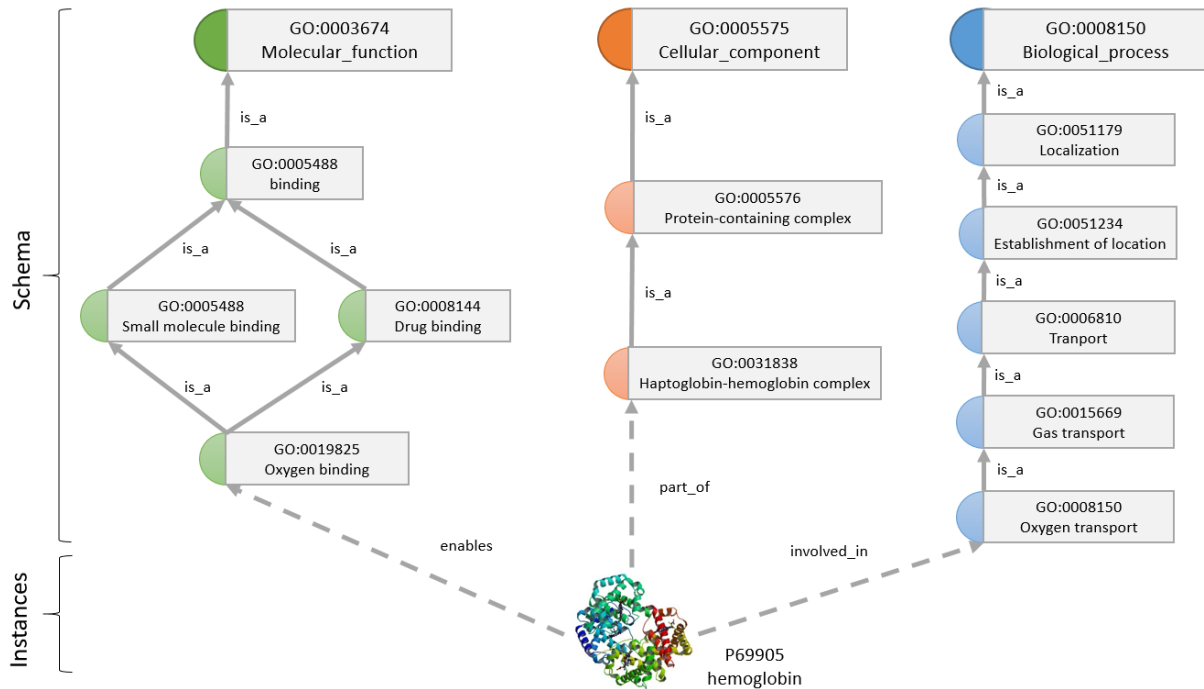 GO:0003674
Molecular_function
GO:0005575
Cellular_component
GO:0008150
Biological_process
is_a
is_a
is_a
GO:0005488
binding
GO:0051179
Localization
is_a
GO:0005576
Protein-containing complex
GO:0051234
Establishment of location
is_a
is_a
is_a
is_a
Schema
GO:0005488
Small molecule binding
GO:0008144
Drug binding
GO:0006810
Tranport
is_a
is_a
is_a
GO:0031838
Haptoglobin-hemoglobin complex
GO:0015669
Gas transport
GO:0019825
Oxygen binding
is_a
part_of
GO:0008150
Oxygen transport
enables
involved_in
Instances
P69905
hemoglobin